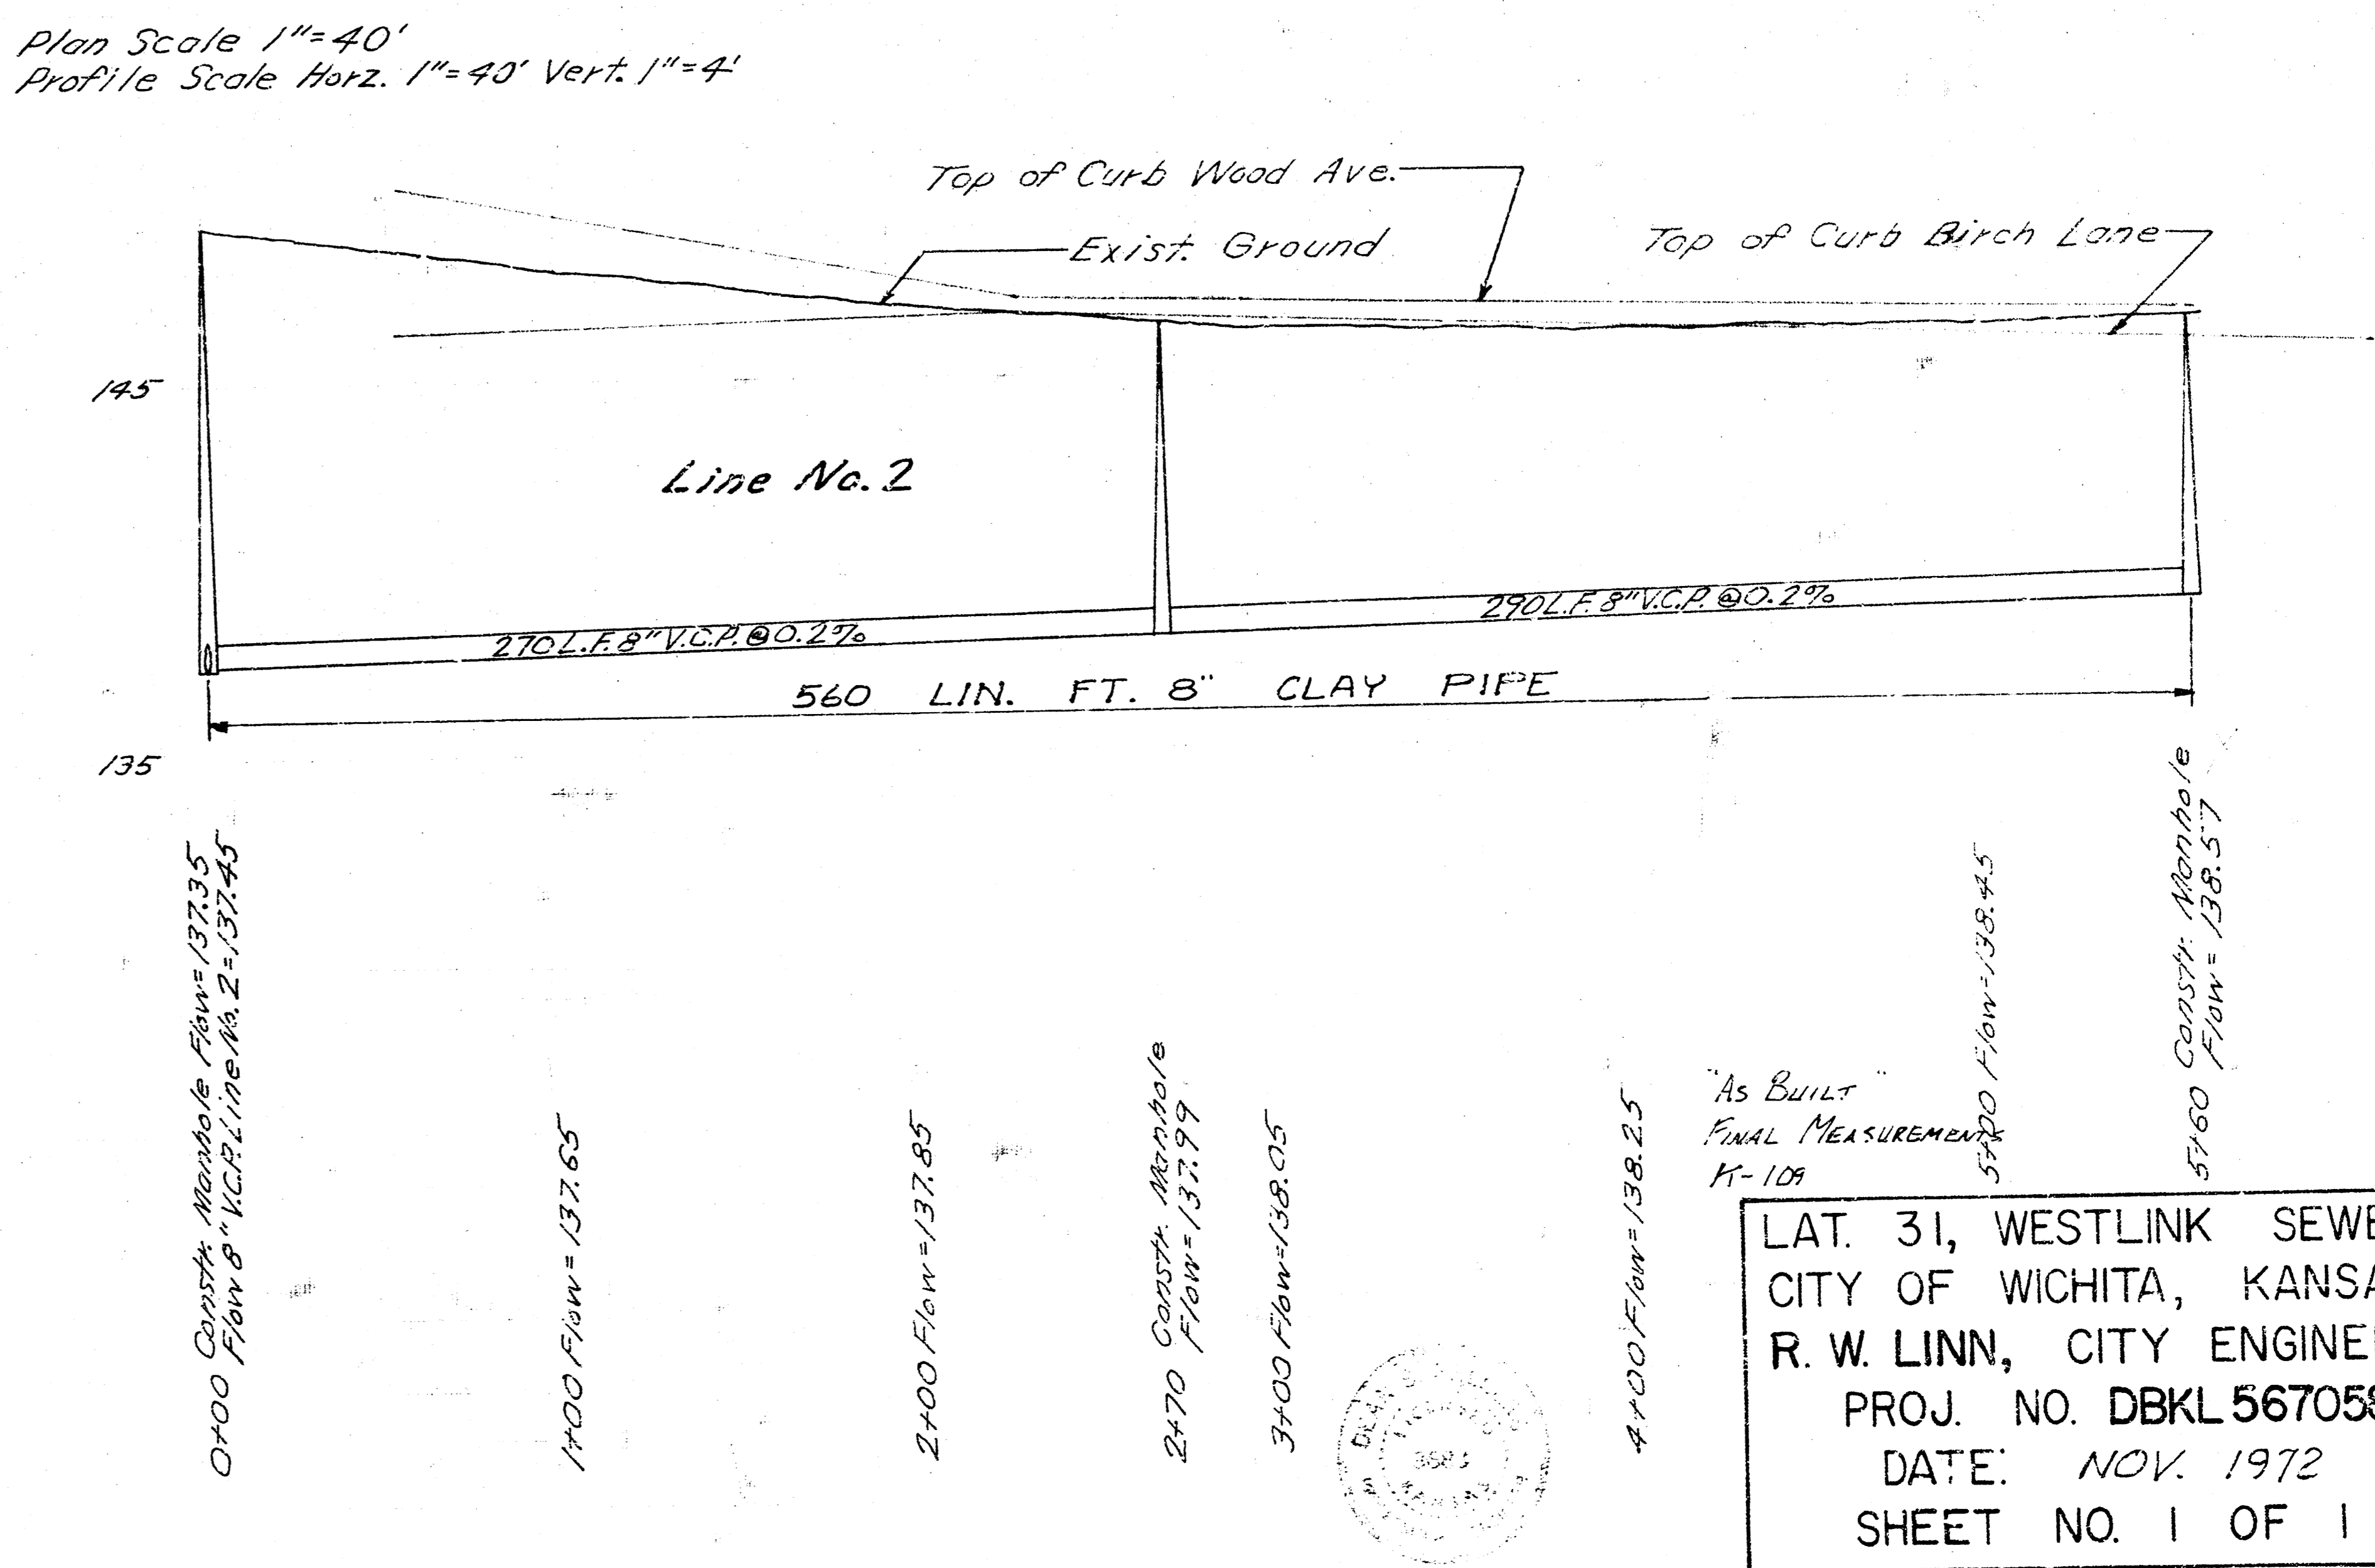 Plan Scale 1"=40'
Profile Scale Horz. 1"=40' Vert. 1"=4'
Top of Curb Wood Ave.
Exist. Ground
Top of Curb Birch Lane
145
Line No. 2
270 L.F. 8" V.C.P. @ 0.2%
290 L.F. 8" V.C.P. @ 0.2%
560 LIN. FT. 8" CLAY PIPE
135
0+00 Constr. Manhole Flow=137.35
Flow 8" V.C.P. Line No. 2=137.45
1+00 Flow=137.65
2+00 Flow=137.85
2+70 Constr. Manhole
Flow=137.99
3+00 Flow=138.05
4+00 Flow=138.25
5+00 Flow=138.45
5+60 Constr. Manhole
Flow=138.57
"As BUILT"
FINAL MEASUREMENTS
K-109
LAT. 31, WESTLINK SEWE
CITY OF WICHITA, KANSA
R. W. LINN, CITY ENGINEE
PROJ. NO. DBKL 567058
DATE: NOV. 1972
SHEET NO. 1 OF 1